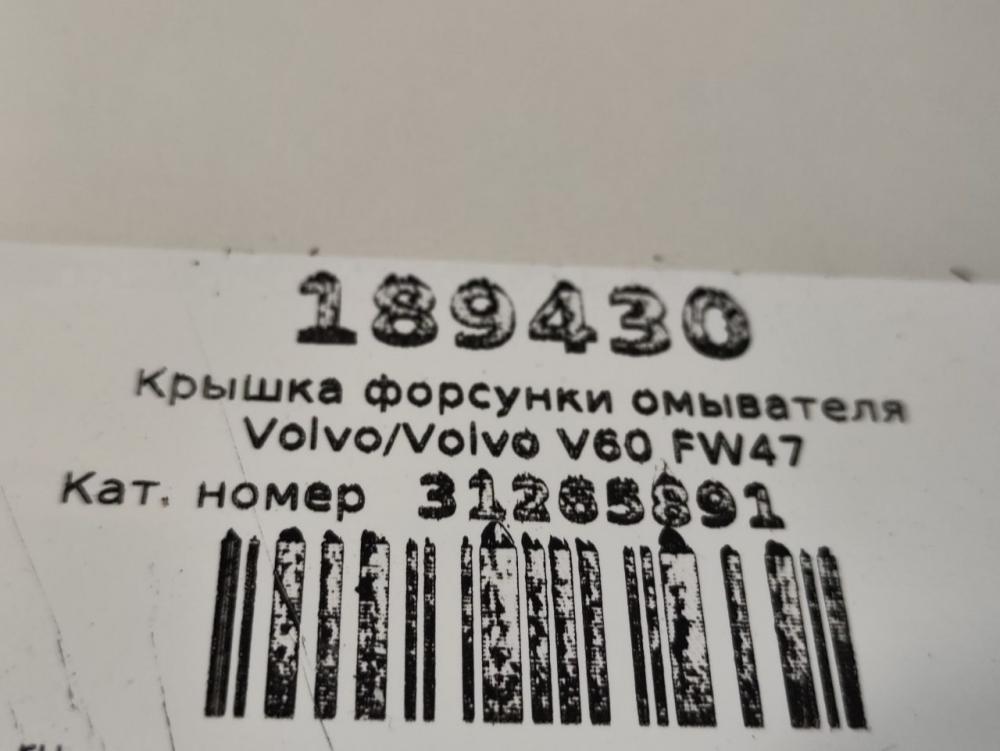 189430
Крышка форсунки омывателя
Volvo/Volvo V60 FW47
Кат. номер 31265891